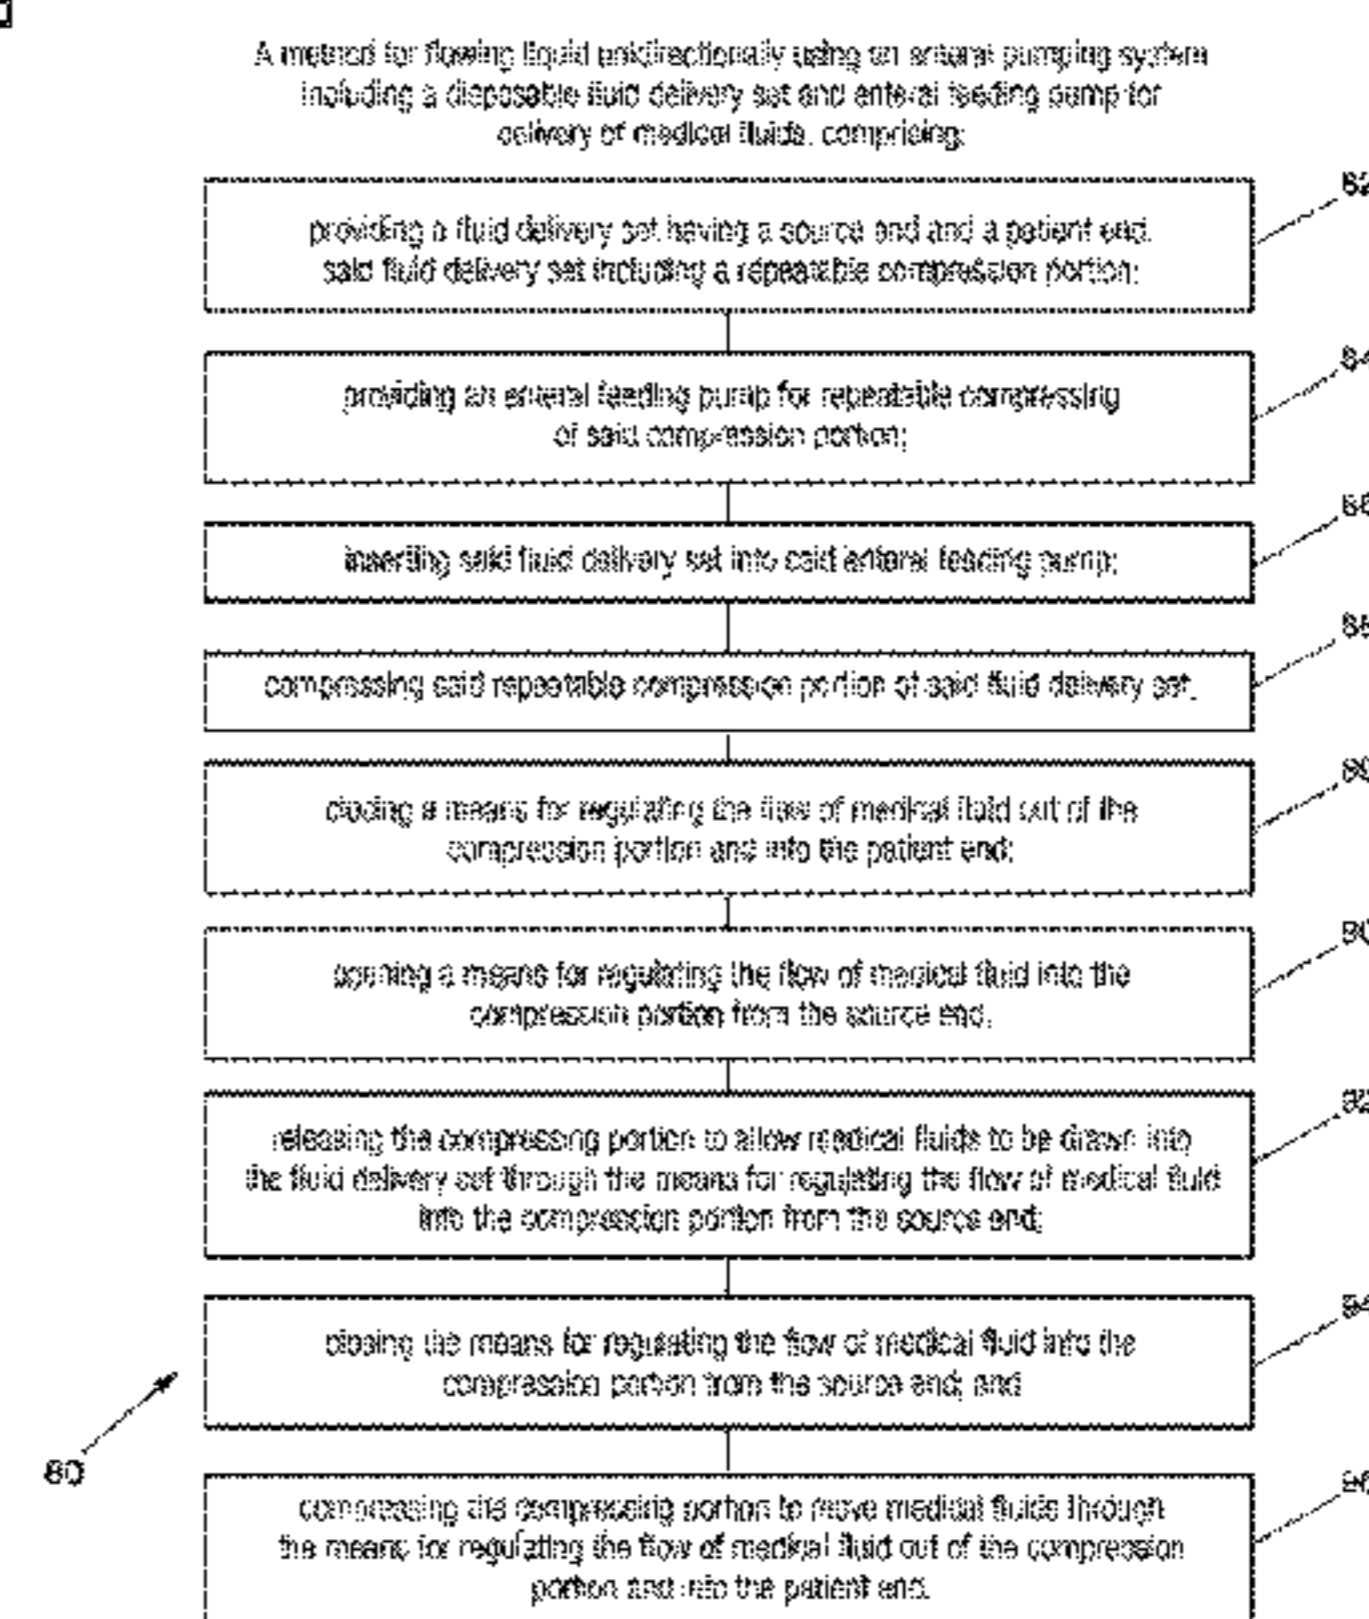 A method for flowing liquid unidirectionally using an enteral pumping system
including a disposable fluid delivery set and enteral feeding pump for
delivery of medical fluids, comprising:
providing a fluid delivery set having a source end and a patient end,
said fluid delivery set including a repeatable compression portion;
providing an enteral feeding pump for repeatable compressing
of said compression portion;
inserting said fluid delivery set into said enteral feeding pump;
compressing said repeatable compression portion of said fluid delivery set,
closing a means for regulating the flow of medical fluid out of the
compression portion and into the patient end;
opening a means for regulating the flow of medical fluid into the
compression portion from the source end,
releasing the compressing portion to allow medical fluids to be drawn into
the fluid delivery set through the means for regulating the flow of medical fluid
into the compression portion from the source end;
closing the means for regulating the flow of medical fluid into the
compression portion from the source end; and
80
compressing the compressing portion to move medical fluids through
the means for regulating the flow of medical fluid out of the compression
portion and into the patient end.